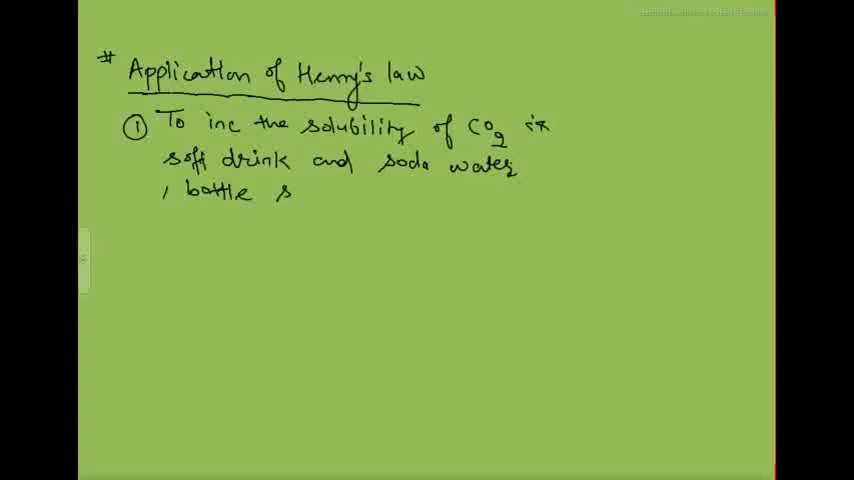 # Application of Henry's law
① To inc the solubility of CO2 in
soft drink and soda water
, bottle s